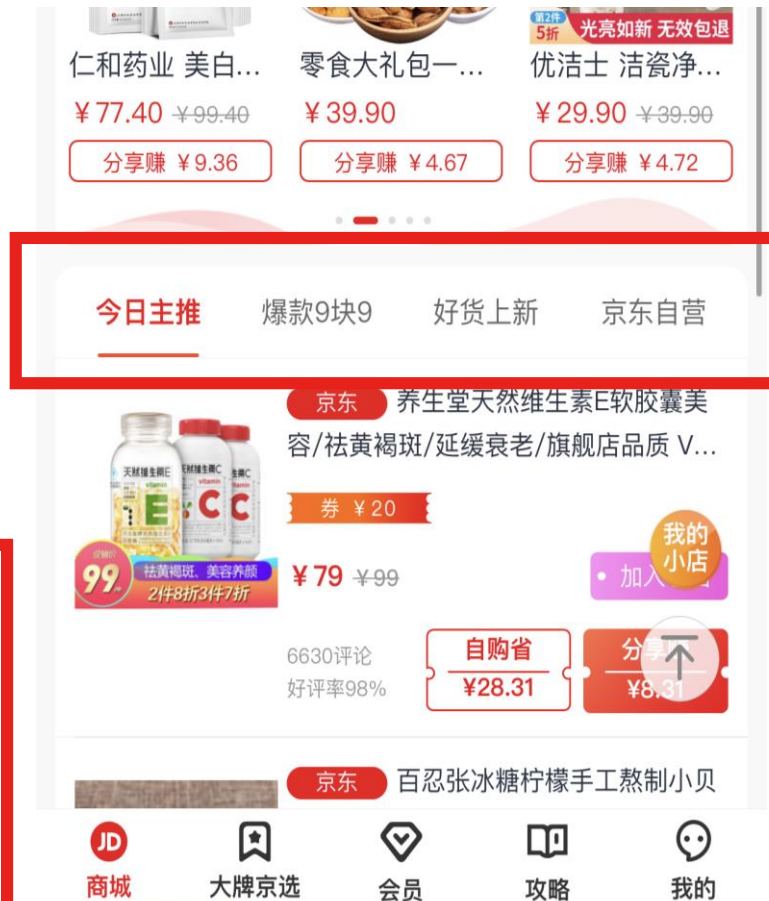 第2件
5折 光亮如新 无效包退
仁和药业 美白...
零食大礼包一...
优洁士 洁瓷净...
¥77.40 ¥99.40
¥39.90
¥29.90 ¥39.90
分享赚 ¥9.36
分享赚 ¥4.67
分享赚 ¥4.72
今日主推
爆款9块9
好货上新
京东自营
京东 养生堂天然维生素E软胶囊美
容/祛黄褐斑/延缓衰老/旗舰店品质 V...
券 ¥20
vitamin
E
vitamin
C
C
99
祛黄褐斑、美容养颜
2件8折3件7折
¥79 ¥99
我的
小店
加入
6630评论
好评率98%
自购省
¥28.31
分享
¥8.31
京东 百忍张冰糖柠檬手工熬制小贝
JD
商城
大牌京选
会员
攻略
我的